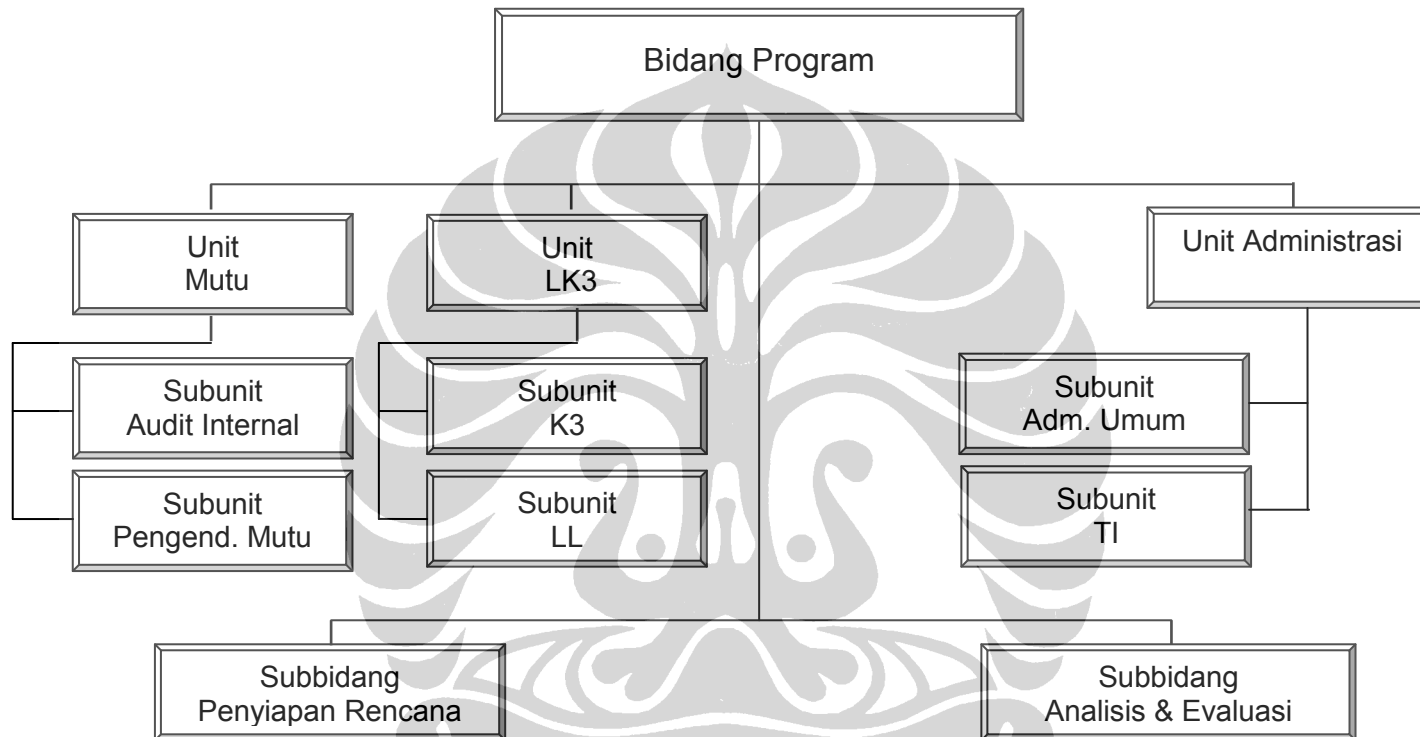 Bidang Program
Unit
Mutu
Unit
LK3
Unit Administrasi
Subunit
Audit Internal
Subunit
K3
Subunit
Adm. Umum
Subunit
Pengend. Mutu
Subunit
LL
Subunit
TI
Subbidang
Penyiapan Rencana
Subbidang
Analisis & Evaluasi